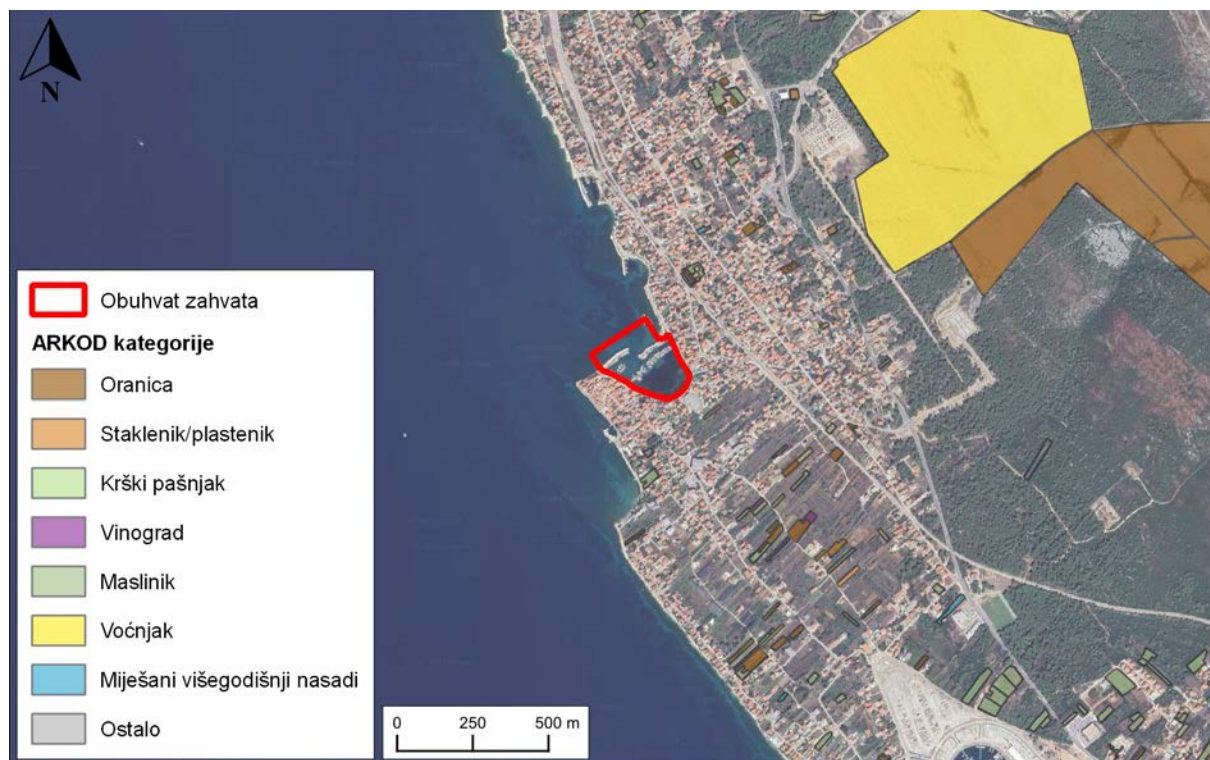 N
Obuhvat zahvata
ARKOD kategorije
Oranica
Staklenik/plastenik
Krški pašnjak
Vinograd
Maslinik
Voćnjak
Miješani višegodišnji nasadi
Ostalo
0 250 500 m